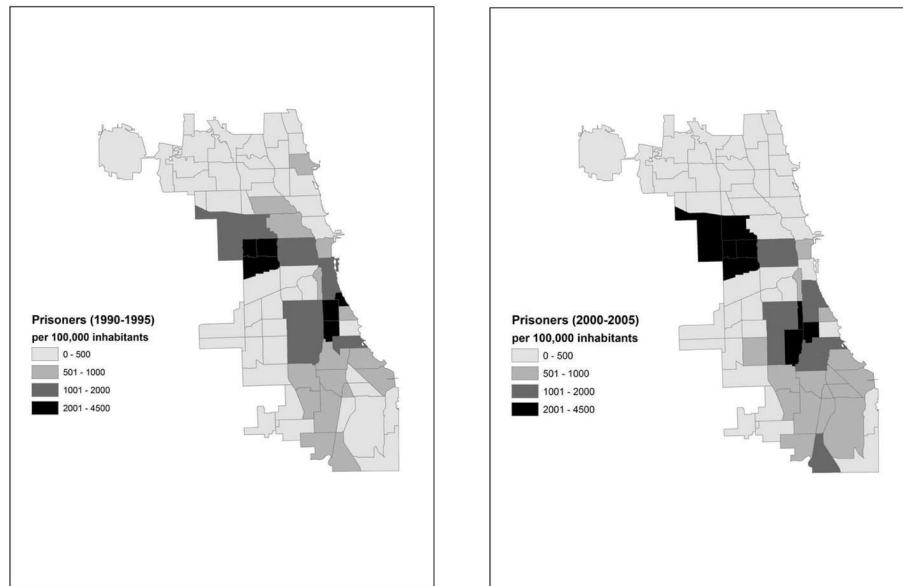 Prisoners (1990-1995)
per 100,000 inhabitants
0 - 500
501 - 1000
1001 - 2000
2001 - 4500
Prisoners (2000-2005)
per 100,000 inhabitants
0 - 500
501 - 1000
1001 - 2000
2001 - 4500